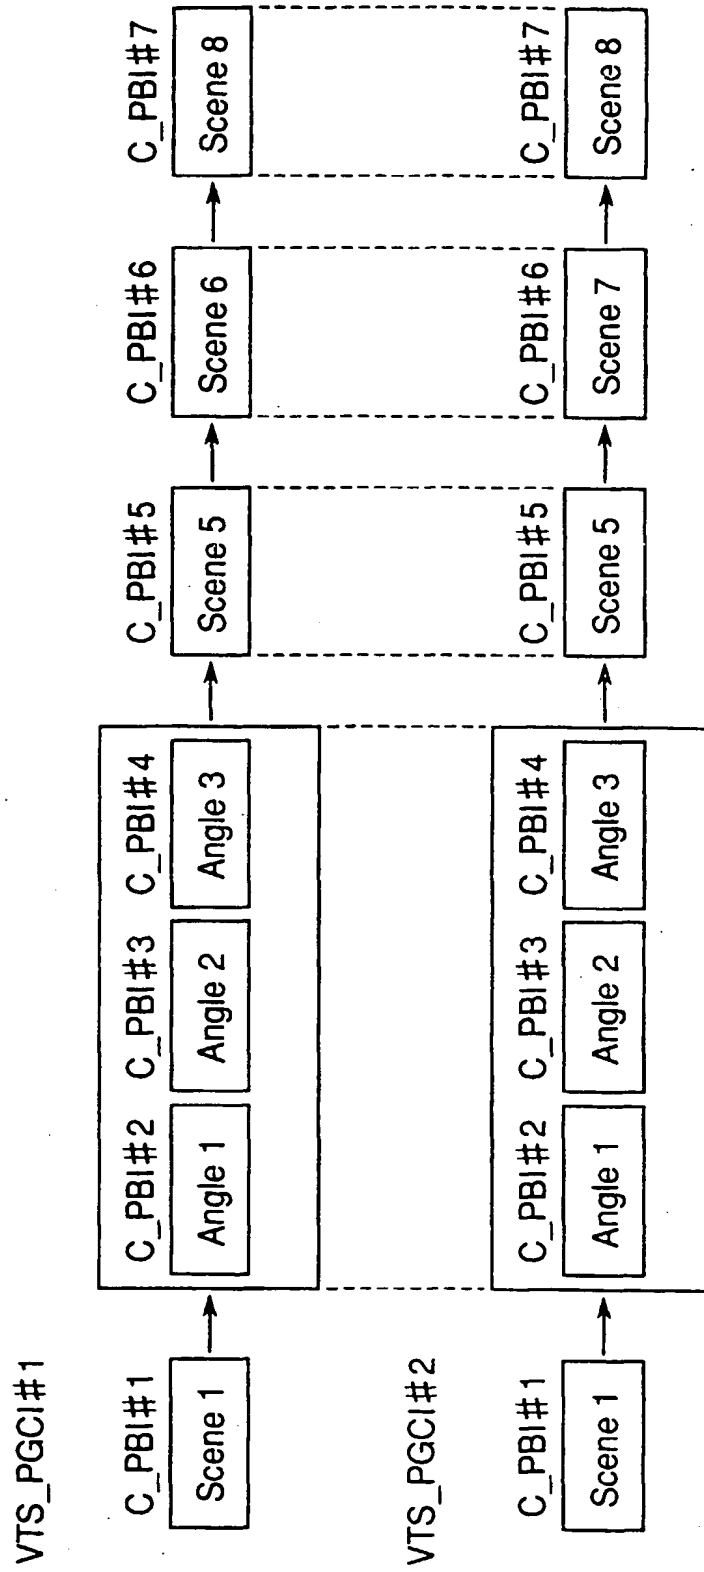 VTS_PGCI#1
C_PBI#1 C_PBI#2 C_PBI#3 C_PBI#4 C_PBI#5 C_PBI#6 C_PBI#7
Scene 1 Angle 1 Angle 2 Angle 3 Scene 5 Scene 6 Scene 8
VTS_PGCI#2
C_PBI#1 C_PBI#2 C_PBI#3 C_PBI#4 C_PBI#5 C_PBI#6 C_PBI#7
Scene 1 Angle 1 Angle 2 Angle 3 Scene 5 Scene 7 Scene 8